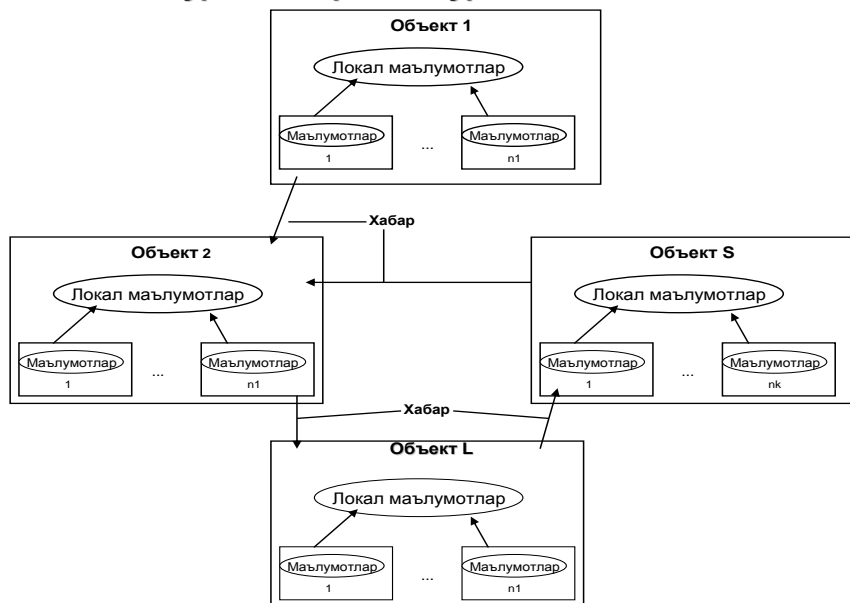 Объект 1
Локал маълумотлар
Маълумотлар
1
...
Маълумотлар
n1
Хабар
Объект 2
Локал маълумотлар
Маълумотлар
1
...
Маълумотлар
n1
Объект S
Локал маълумотлар
Маълумотлар
1
...
Маълумотлар
nk
Хабар
Объект L
Локал маълумотлар
Маълумотлар
1
...
Маълумотлар
n1